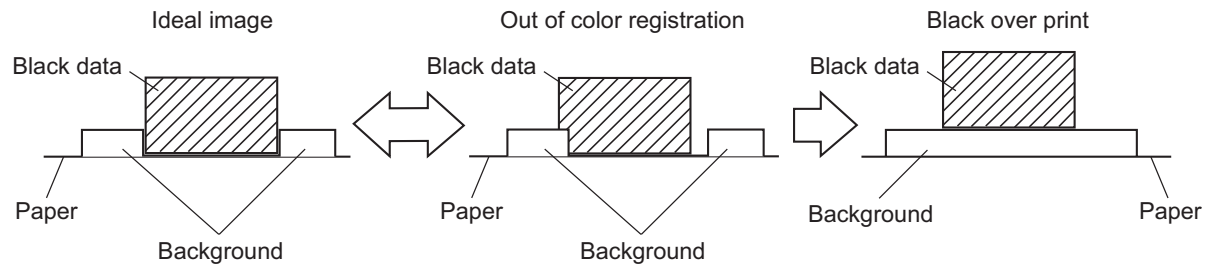 Ideal image
Out of color registration
Black over print
Black data
Black data
Black data
Paper
Background
Paper
Background
Background
Paper